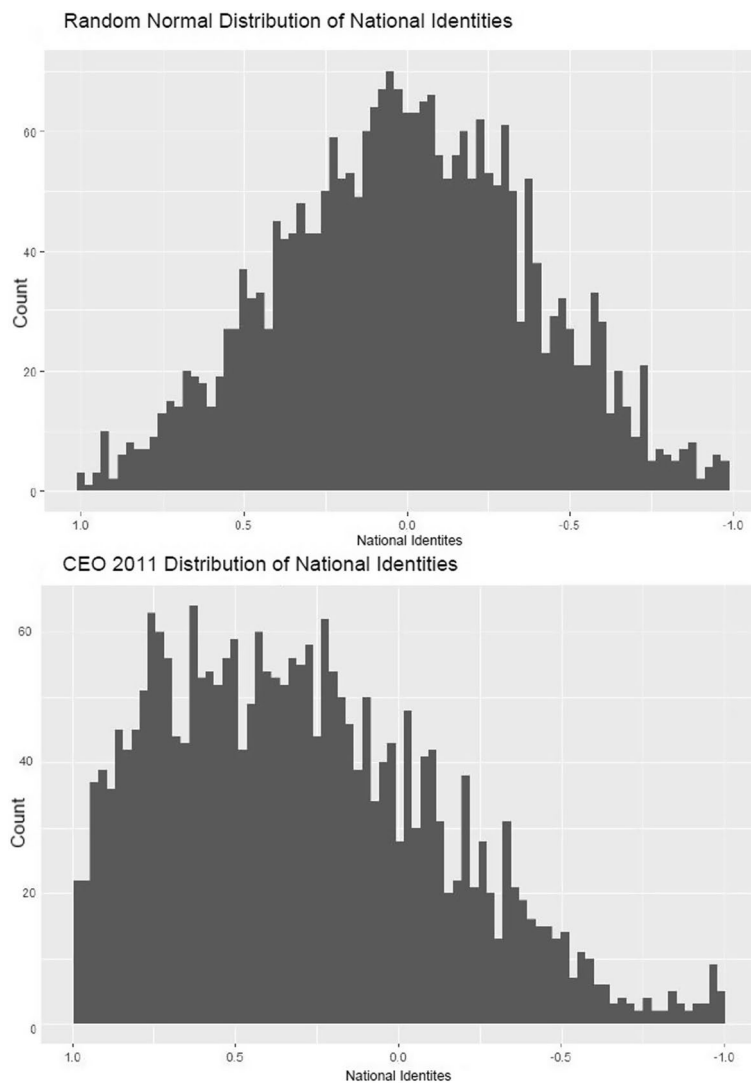 Random Normal Distribution of National Identities
60
40
20
0
Count
1.0 0.5 0.0 -0.5 -1.0
National Identites
CEO 2011 Distribution of National Identities
60
40
20
0
Count
1.0 0.5 0.0 -0.5 -1.0
National Identites